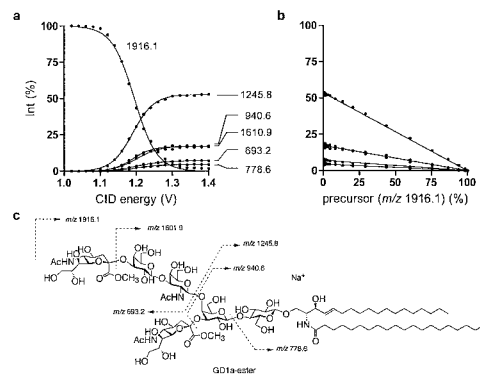 a
b
100
75
50
25
0
Int (%)
1916.1
1.0 1.1 1.2 1.3 1.4
CID energy (V)
1245.8
940.6
1610.9
693.2
778.6
100
75
50
25
0
0 25 50 75 100
precursor (m/z 1916.1) (%)
c
m/z 1916.1
m/z 1601.9
m/z 1245.8
m/z 940.6
m/z 693.2
m/z 778.6
Na+
AcHN
OCH3
HO
OH
O
HN
GD1a-ester